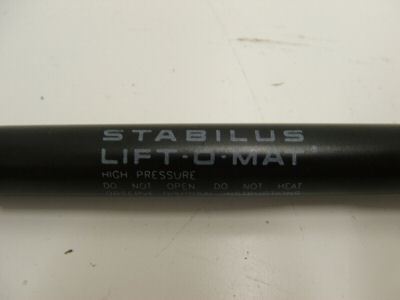 STABILUS
LIFT-O-MAT®
HIGH PRESSURE
DO NOT OPEN DO NOT HEAT